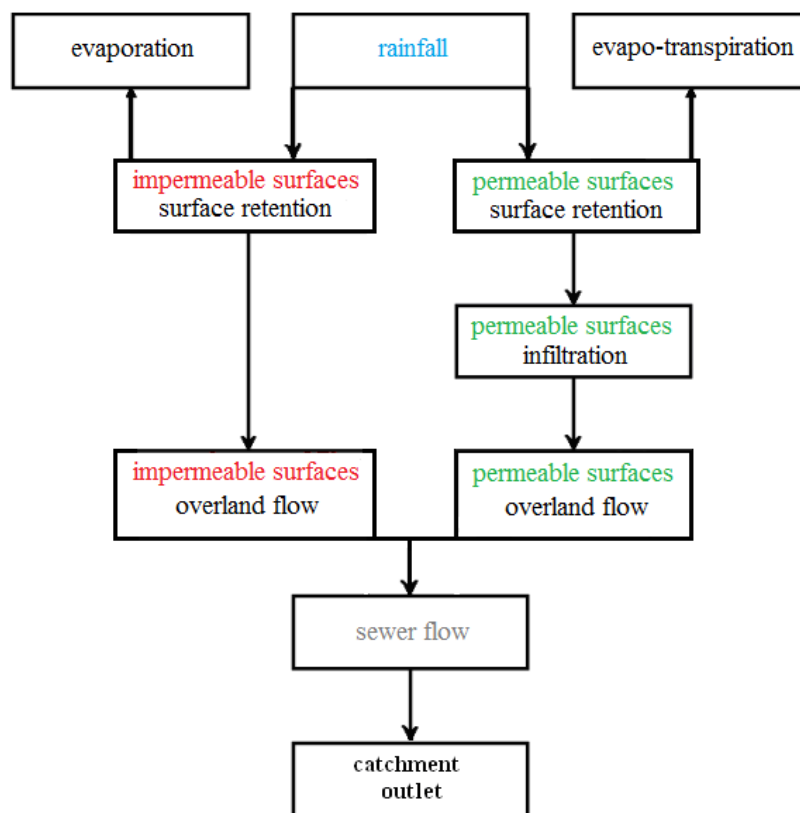 evaporation
rainfall
evapo-transpiration
impermeable surfaces
surface retention
permeable surfaces
surface retention
permeable surfaces
infiltration
impermeable surfaces
overland flow
permeable surfaces
overland flow
sewer flow
catchment
outlet